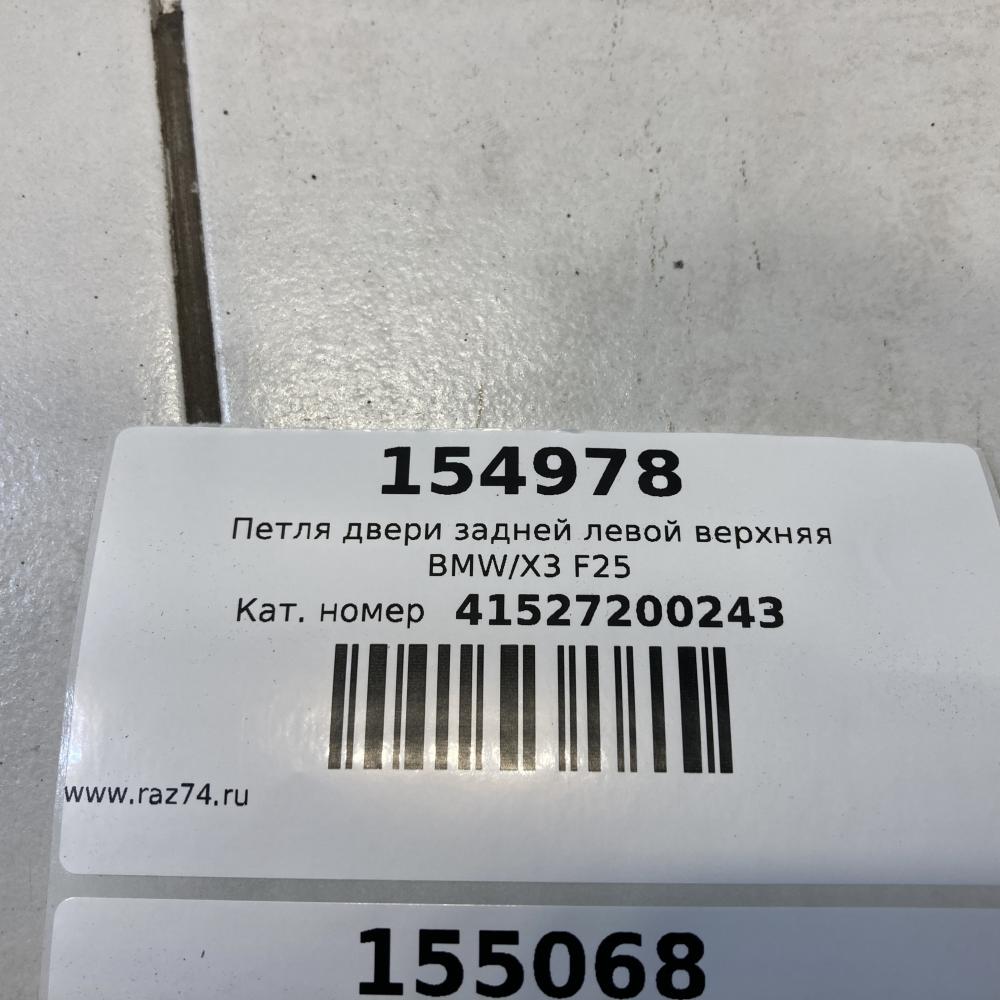 154978
Петля двери задней левой верхняя
BMW/X3 F25
Кат. номер 41527200243
www.raz74.ru
155068